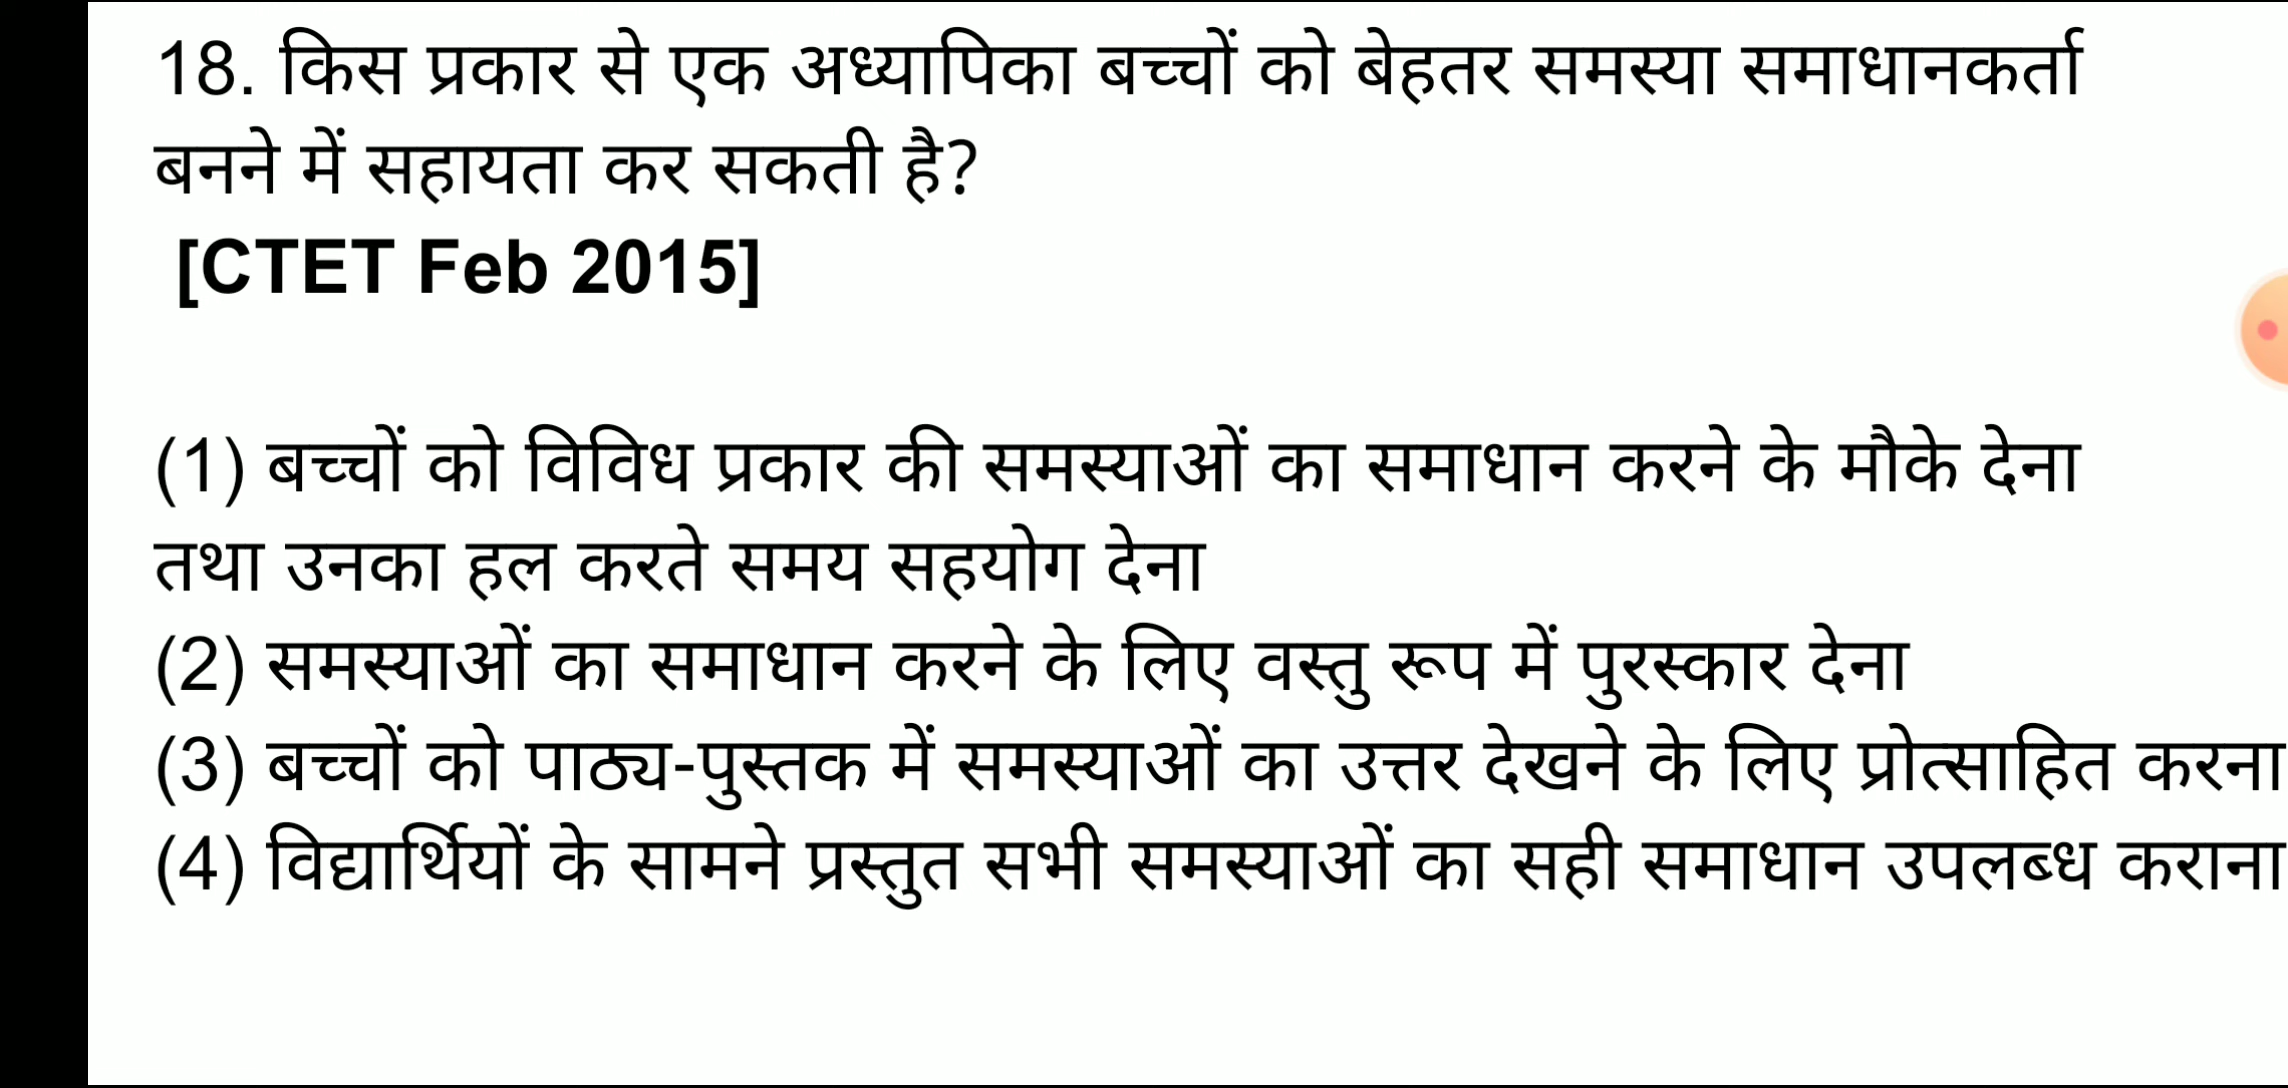 18. किस प्रकार से एक अध्यापिका बच्चों को बेहतर समस्या समाधानकर्ता
बनने में सहायता कर सकती है?
[CTET Feb 2015]
(1) बच्चों को विविध प्रकार की समस्याओं का समाधान करने के मौके देना
तथा उनका हल करते समय सहयोग देना
(2) समस्याओं का समाधान करने के लिए वस्तु रूप में पुरस्कार देना
(3) बच्चों को पाठ्य-पुस्तक में समस्याओं का उत्तर देखने के लिए प्रोत्साहित करना
(4) विद्यार्थियों के सामने प्रस्तुत सभी समस्याओं का सही समाधान उपलब्ध कराना